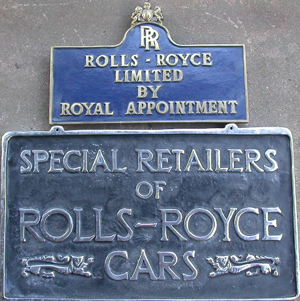 RR
ROLLS - ROYCE
LIMITED
BY
ROYAL APPOINTMENT
SPECIAL RETAILERS
OF
ROLLS-ROYCE
CARS